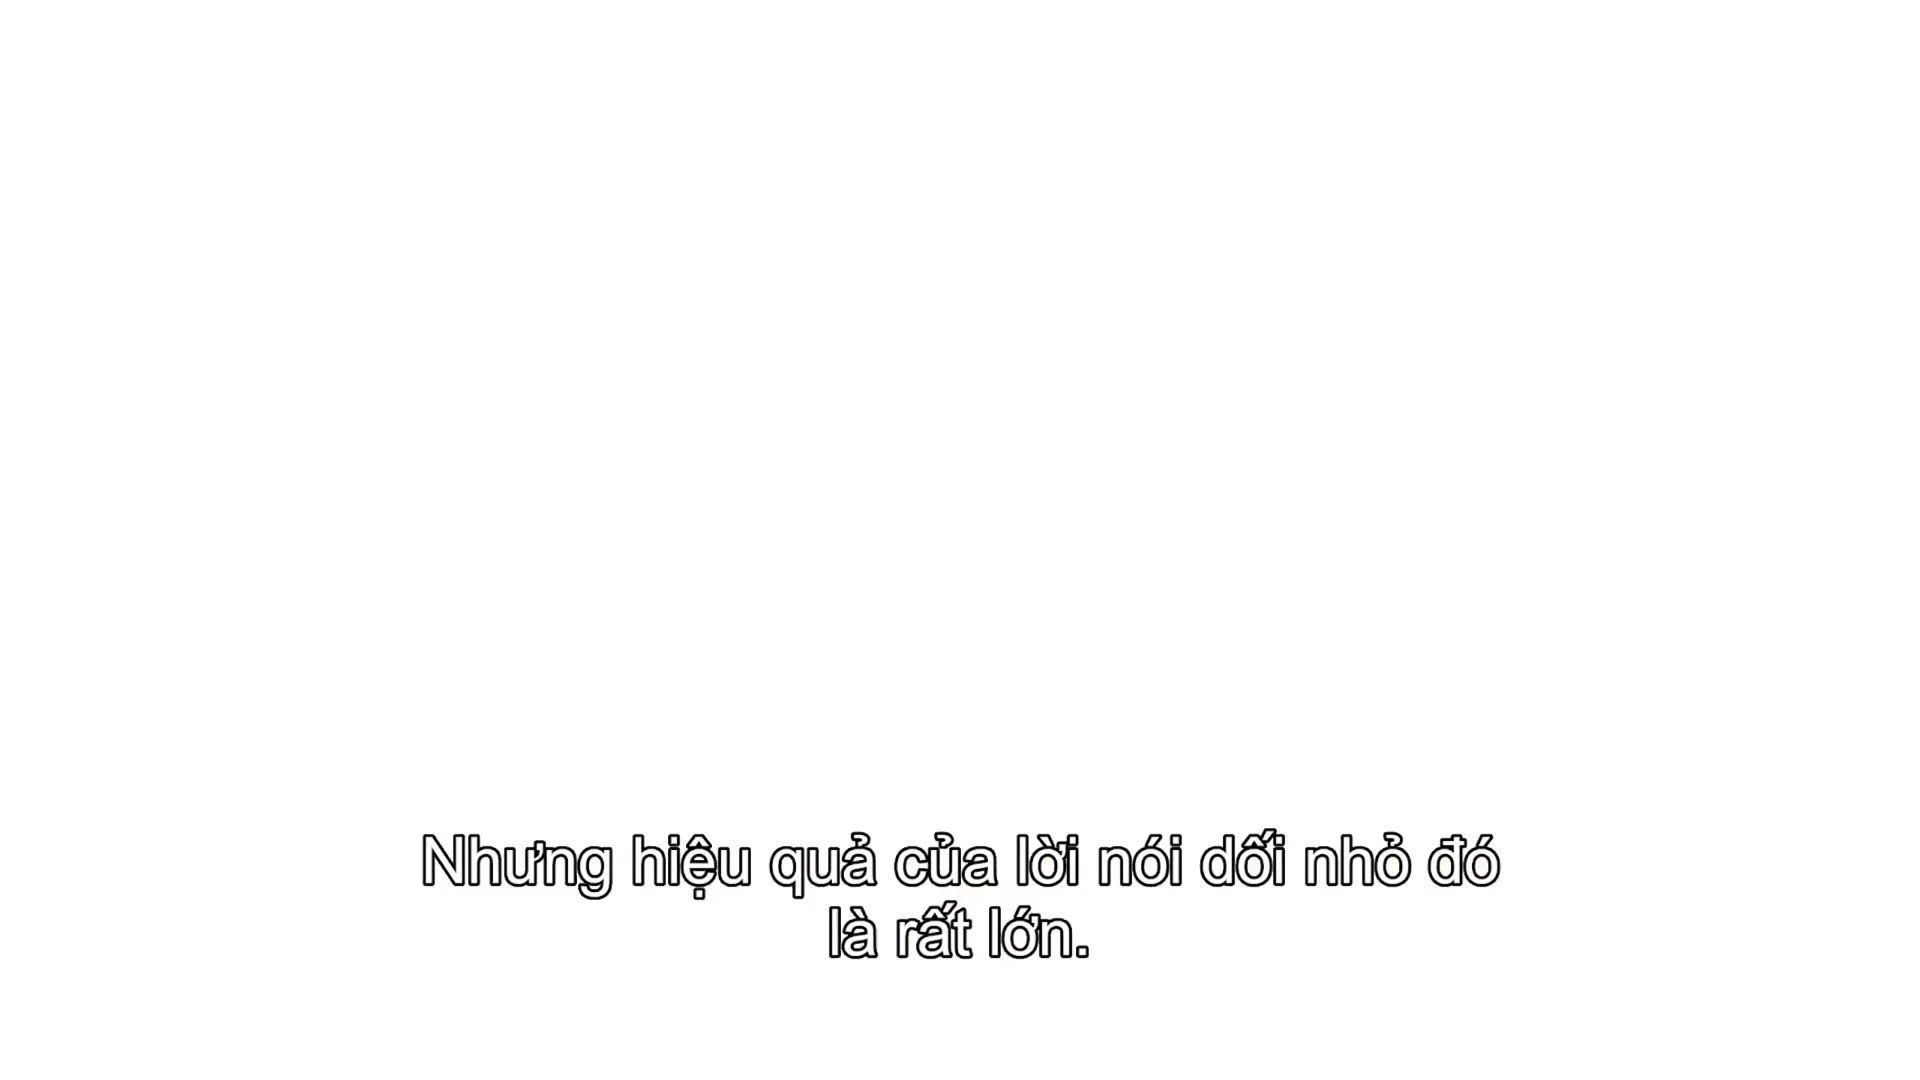 Nhưng hiệu quả của lời nói dối nhỏ đó
là rất lớn.